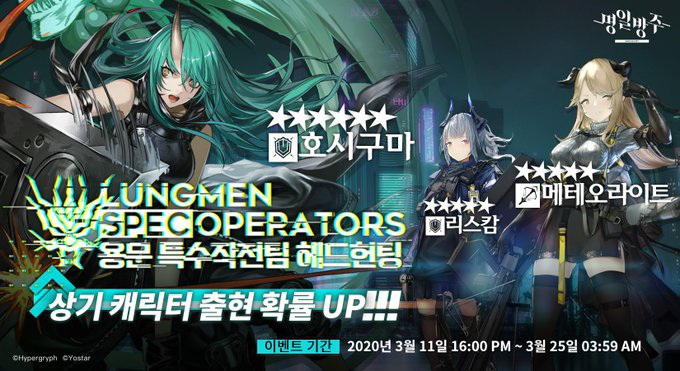 명일방주
★★★★★★
호시구마
★★★★★
메테오라이트
★★★★★
리스캄
LUNGMEN
SPECOPERATORS
용문 특수작전팀 헤드헌팅
상기 캐릭터 출현 확률 UP!!!
이벤트 기간 2020년 3월 11일 16:00 PM ~ 3월 25일 03:59 AM
©Hypergryph ©Yostar